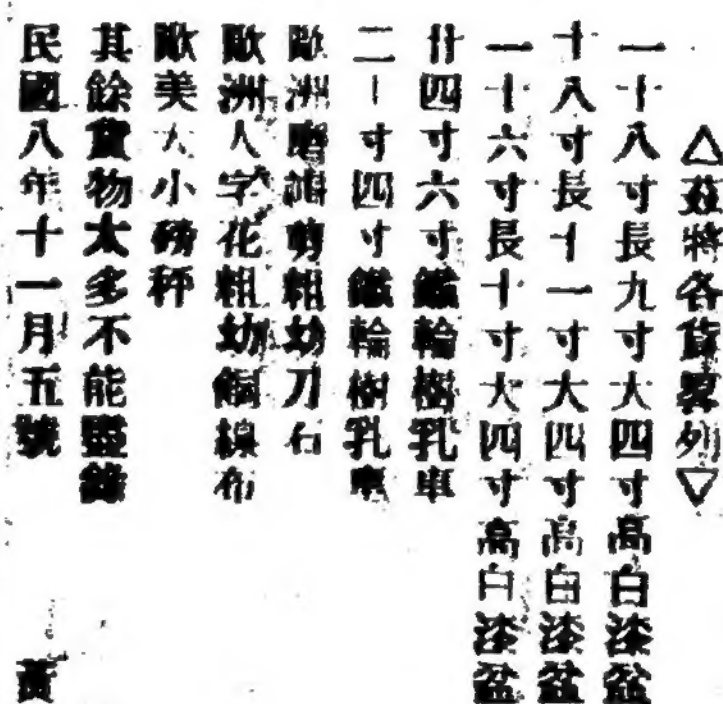 △茲將各貨畧列▽
一十八寸長九寸大四寸高白漆盆
十八寸長十一寸大四寸高白漆盆
一十六寸長十寸大四寸高白漆盆
廿四寸六寸鐵輪樹乳車
二十寸四寸鐵輪樹乳車
歐洲磨剪粗幼刀石
歐洲人字花粗幼銅線布
歐美大小磅秤
其餘貨物太多不能盡錄
民國八年十一月五號
黃